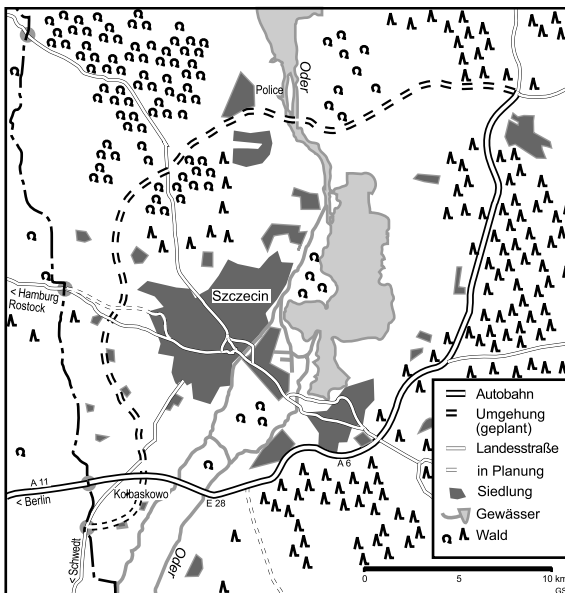 Oder
Police
Szczecin
< Hamburg
Rostock
A 11
< Berlin
Kołbaskowo
E 28
A 6
< Schwedt
Oder
Autobahn
Umgehung
(geplant)
Landesstraße
in Planung
Siedlung
Gewässer
Wald
0 5 10 km
GS